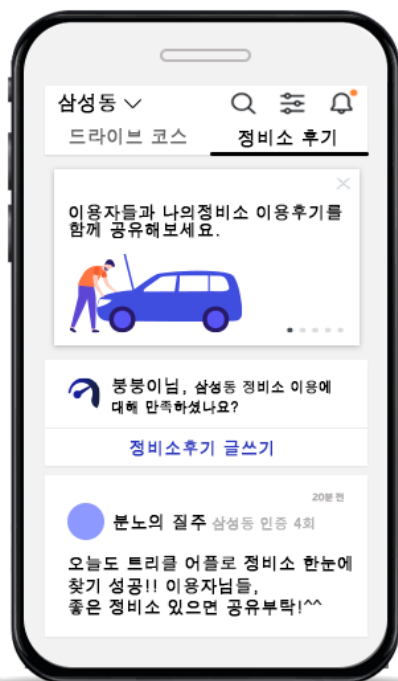 삼성동
드라이브 코스 정비소 후기
이용자들과 나의정비소 이용후기를
함께 공유해보세요.
붕붕이님, 삼성동 정비소 이용에
대해 만족하셨나요?
정비소후기 글쓰기
20분 전
분노의 질주 삼성동 인증 4회
오늘도 트리클 어플로 정비소 한눈에
찾기 성공!! 이용자님들,
좋은 정비소 있으면 공유부탁!^^